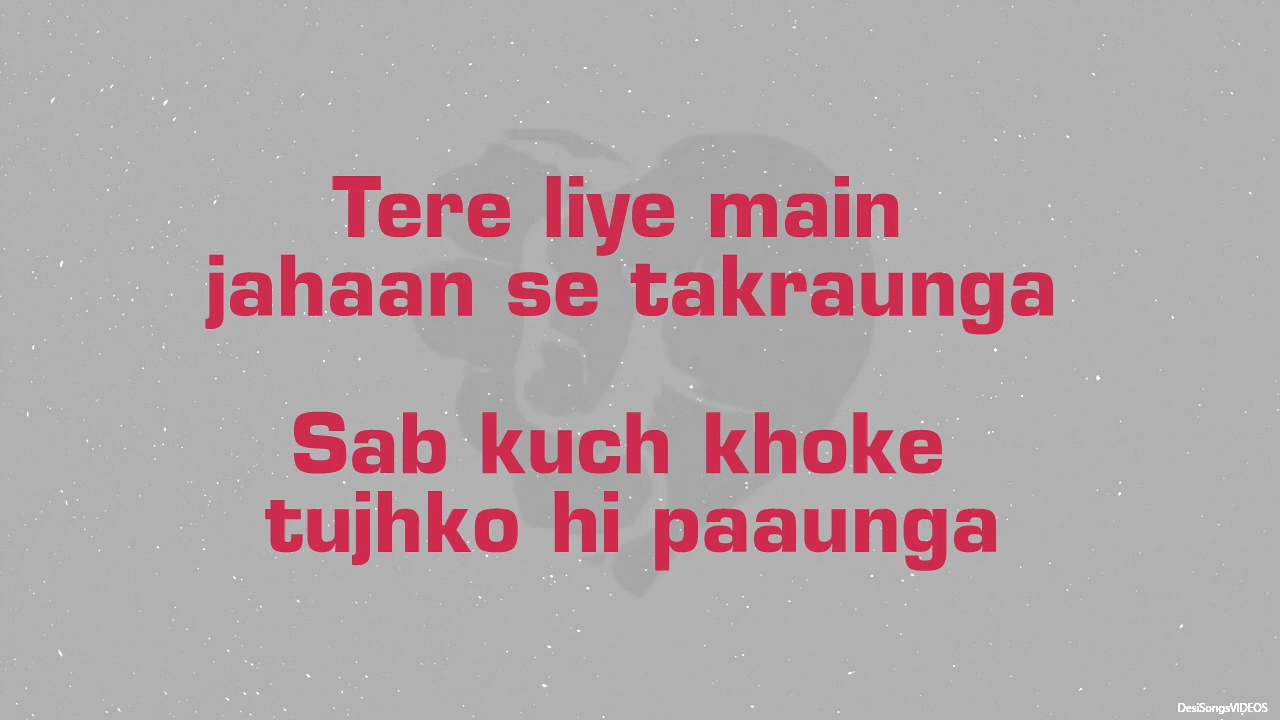 Tere liye main
jahaan se takraunga
Sab kuch khoke
tujhko hi paaunga
DesiSongsVIDEOS